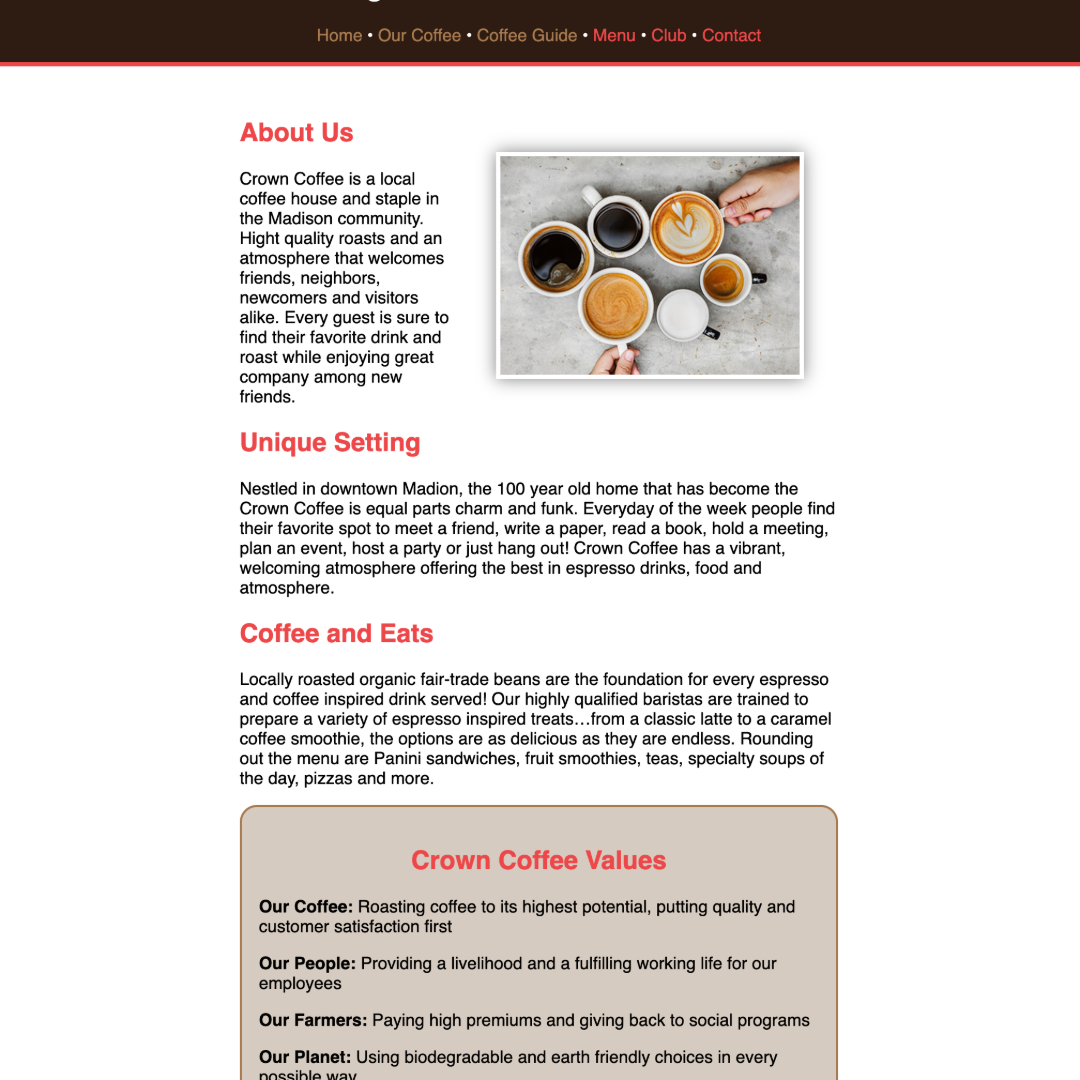 Home • Our Coffee • Coffee Guide • Menu • Club • Contact
About Us
Crown Coffee is a local
coffee house and staple in
the Madison community.
Hight quality roasts and an
atmosphere that welcomes
friends, neighbors,
newcomers and visitors
alike. Every guest is sure to
find their favorite drink and
roast while enjoying great
company among new
friends.
Unique Setting
Nestled in downtown Madion, the 100 year old home that has become the
Crown Coffee is equal parts charm and funk. Everyday of the week people find
their favorite spot to meet a friend, write a paper, read a book, hold a meeting,
plan an event, host a party or just hang out! Crown Coffee has a vibrant,
welcoming atmosphere offering the best in espresso drinks, food and
atmosphere.
Coffee and Eats
Locally roasted organic fair-trade beans are the foundation for every espresso
and coffee inspired drink served! Our highly qualified baristas are trained to
prepare a variety of espresso inspired treats…from a classic latte to a caramel
coffee smoothie, the options are as delicious as they are endless. Rounding
out the menu are Panini sandwiches, fruit smoothies, teas, specialty soups of
the day, pizzas and more.
Crown Coffee Values
Our Coffee: Roasting coffee to its highest potential, putting quality and
customer satisfaction first
Our People: Providing a livelihood and a fulfilling working life for our
employees
Our Farmers: Paying high premiums and giving back to social programs
Our Planet: Using biodegradable and earth friendly choices in every
possible way